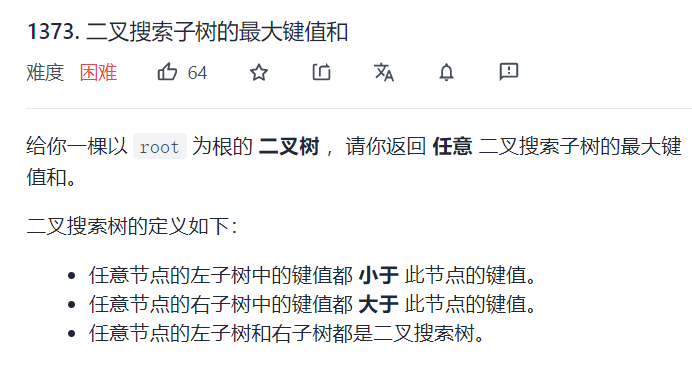 1373. 二叉搜索子树的最大键值和
难度 困难 64
给你一棵以 root 为根的 二叉树 ，请你返回 任意 二叉搜索子树的最大键
值和。
二叉搜索树的定义如下：
• 任意节点的左子树中的键值都 小于 此节点的键值。
• 任意节点的右子树中的键值都 大于 此节点的键值。
• 任意节点的左子树和右子树都是二叉搜索树。